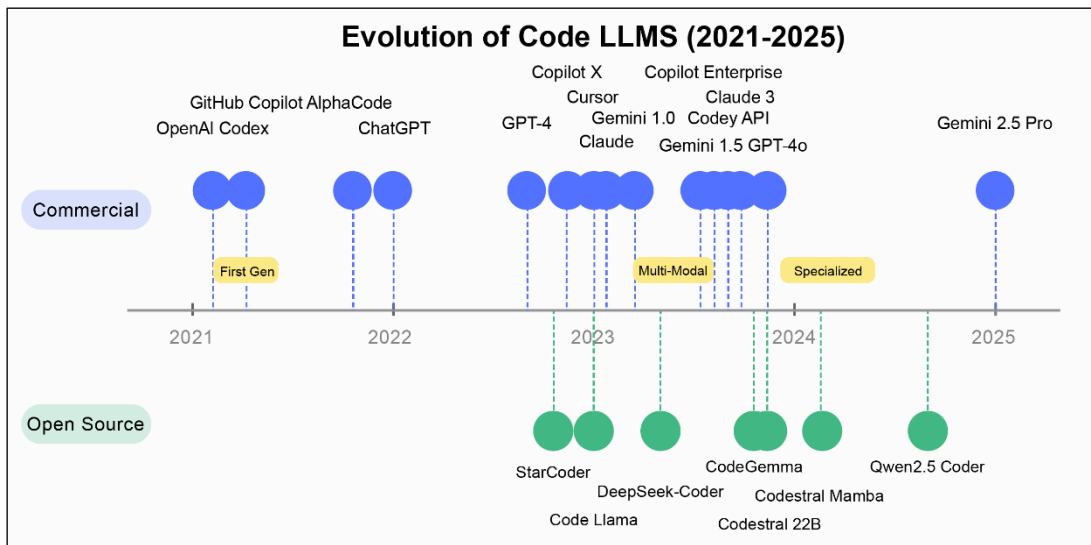 Evolution of Code LLMS (2021-2025)
Copilot X
Copilot Enterprise
Cursor
Claude 3
GitHub Copilot
AlphaCode
Gemini 1.0
Codey API
OpenAI Codex
ChatGPT
GPT-4
Claude
Gemini 1.5
GPT-4o
Gemini 2.5 Pro
Commercial
First Gen
Multi-Modal
Specialized
2021
2022
2023
2024
2025
Open Source
StarCoder
CodeGemma
Qwen2.5 Coder
DeepSeek-Coder
Codestral Mamba
Code Llama
Codestral 22B